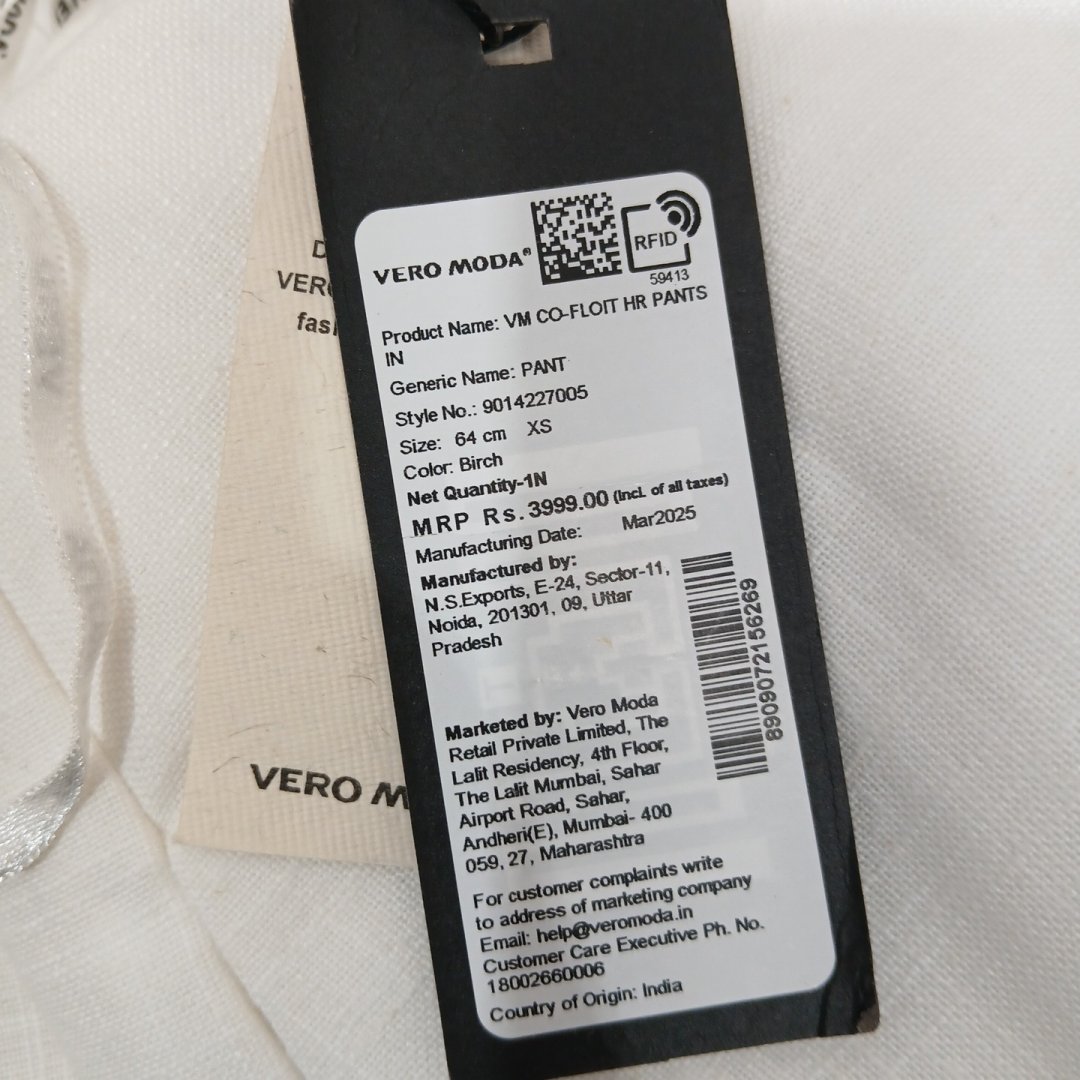 VERO MODA®
RFID
59413
Product Name: VM CO-FLOIT HR PANTS
IN
Generic Name: PANT
Style No.: 9014227005
Size: 64 cm XS
Color: Birch
Net Quantity-1N
MRP Rs.3999.00 (Incl. of all taxes)
Manufacturing Date: Mar2025
Manufactured by:
N.S.Exports, E-24, Sector-11,
Noida, 201301, 09, Uttar
Pradesh
8909072156269
Marketed by: Vero Moda
Retail Private Limited, The
Lalit Residency, 4th Floor,
The Lalit Mumbai, Sahar
Airport Road, Sahar,
Andheri(E), Mumbai- 400
059, 27, Maharashtra
For customer complaints write
to address of marketing company
Email: help@veromoda.in
Customer Care Executive Ph. No.
18002660006
Country of Origin: India
VERO M